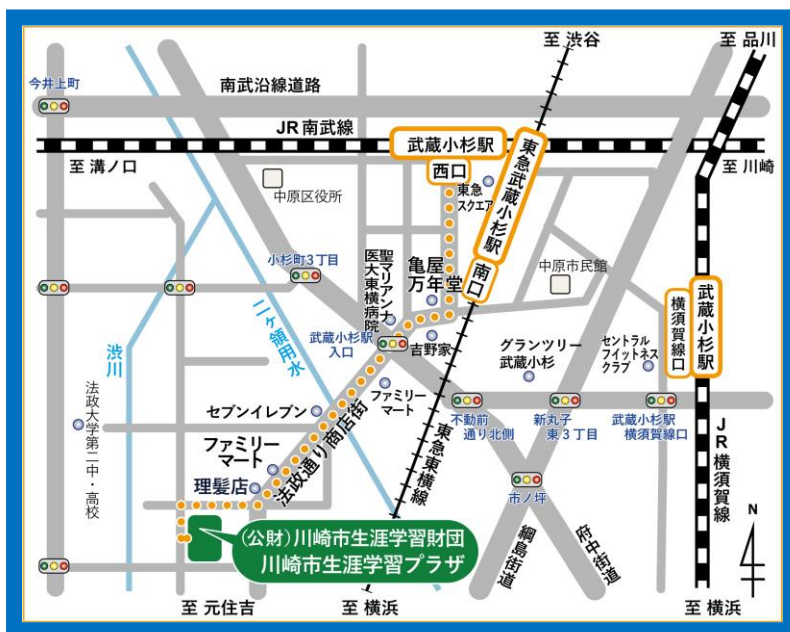 至 渋谷
至 品川
今井上町
南武沿線道路
JR南武線
武蔵小杉駅
至 溝ノ口
至 川崎
西口
東急
スクエア
東急武蔵小杉駅
中原区役所
小杉町3丁目
聖マリアンナ
医大東横病院
亀屋
万年堂
南口
中原市民館
武蔵小杉駅
横須賀線口
二ヶ領用水
渋川
武蔵小杉駅
入口
吉野家
グランツリー
武蔵小杉
セントラル
フィットネス
クラブ
ファミリー
マート
セブンイレブン
法政大学第二中・高校
不動前
通り北側
新丸子
東3丁目
武蔵小杉駅
横須賀線口
法政通り商店街
東急東横線
JR横須賀線
ファミリー
マート
理髪店
市ノ坪
N
(公財)川崎市生涯学習財団
川崎市生涯学習プラザ
綱島街道
府中街道
至 元住吉
至 横浜
至 横浜